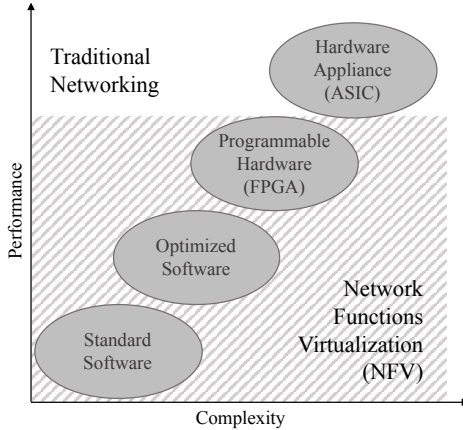 Traditional
Networking
Hardware
Appliance
(ASIC)
Programmable
Hardware
(FPGA)
Optimized
Software
Standard
Software
Network
Functions
Virtualization
(NFV)
Performance
Complexity